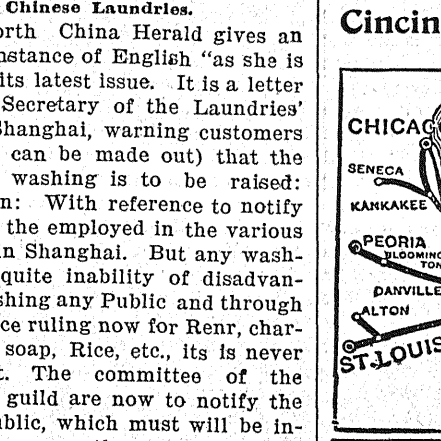 Chinese Laundries.
orth China Herald gives an
nstance of English "as she is
its latest issue. It is a letter
Secretary of the Laundries'
Shanghai, warning customers
can be made out) that the
washing is to be raised:
n: With reference to notify
the employed in the various
in Shanghai. But any wash-
quite inability of disadvan-
shing any Public and through
ce ruling now for Renr, char-
soap, Rice, etc., its is never
t. The committee of the
guild are now to notify the
ublic, which must will be in-
Cincin
CHICAG
SENECA
KANKAKEE
PEORIA
BLOOMING
TON
DANVILLE
ALTON
ST. LOUIS